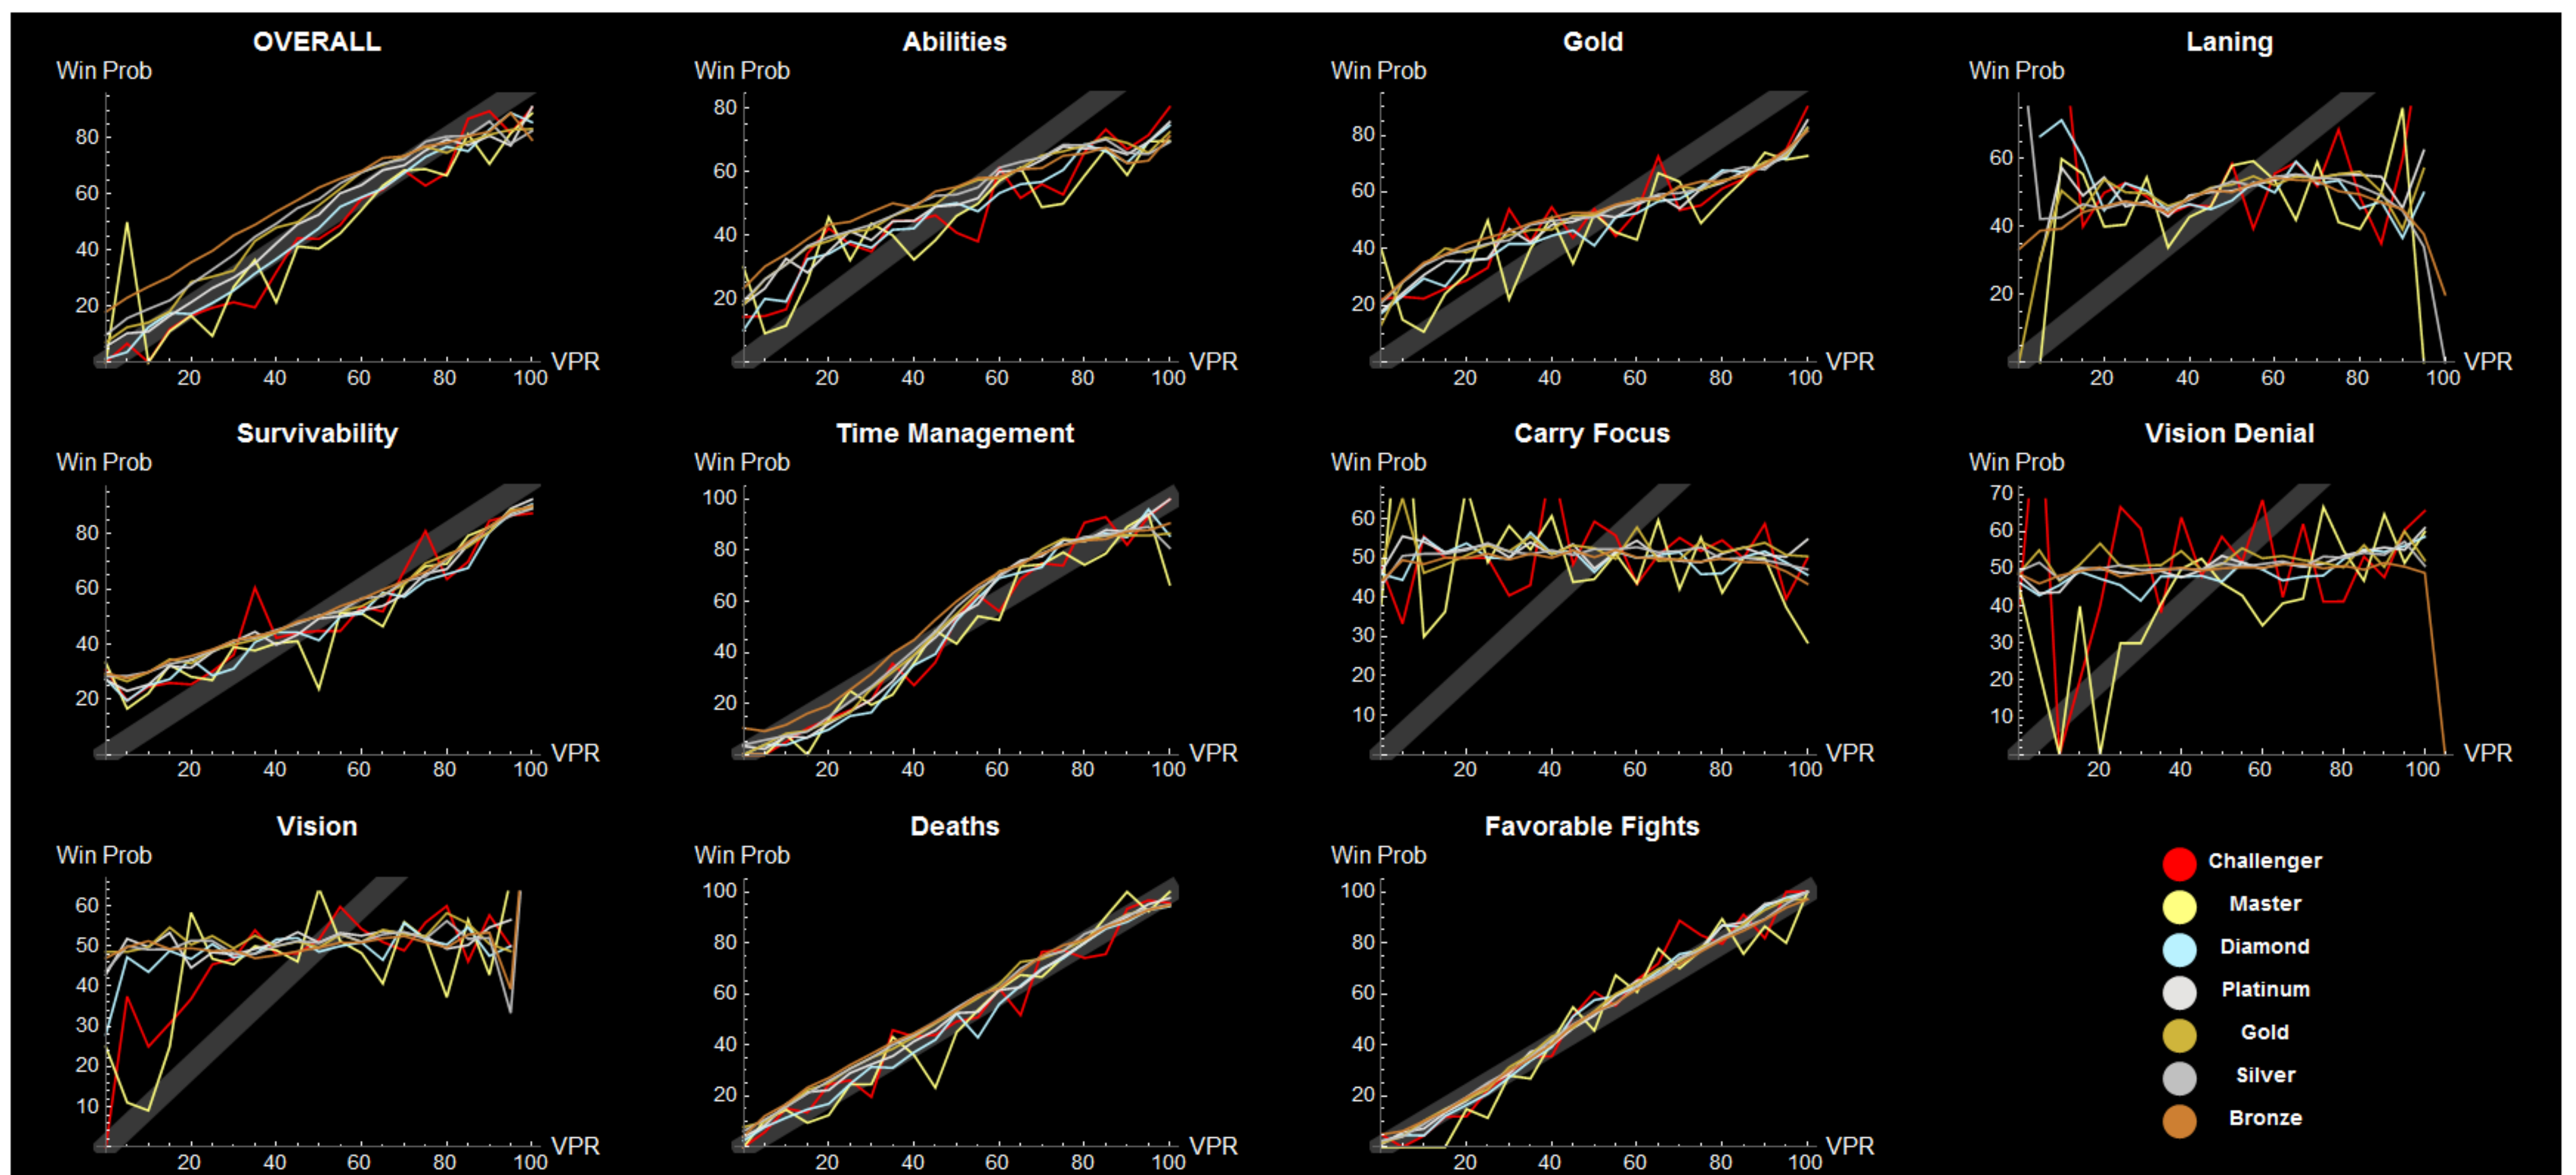 OVERALL Abilities Gold Laning
Win Prob Win Prob Win Prob Win Prob
80
60
40
20
20 40 60 80 100 VPR
80
60
40
20
20 40 60 80 100 VPR
80
60
40
20
20 40 60 80 100 VPR
60
40
20
20 40 60 80 100 VPR
Survivability Time Management Carry Focus Vision Denial
Win Prob Win Prob Win Prob Win Prob
80
60
40
20
20 40 60 80 100 VPR
100
80
60
40
20
20 40 60 80 100 VPR
60
50
40
30
20
10
20 40 60 80 100 VPR
70
60
50
40
30
20
10
20 40 60 80 100 VPR
Vision Deaths Favorable Fights
Win Prob Win Prob Win Prob
60
50
40
30
20
10
20 40 60 80 100 VPR
100
80
60
40
20
20 40 60 80 100 VPR
100
80
60
40
20
20 40 60 80 100 VPR
Challenger
Master
Diamond
Platinum
Gold
Silver
Bronze